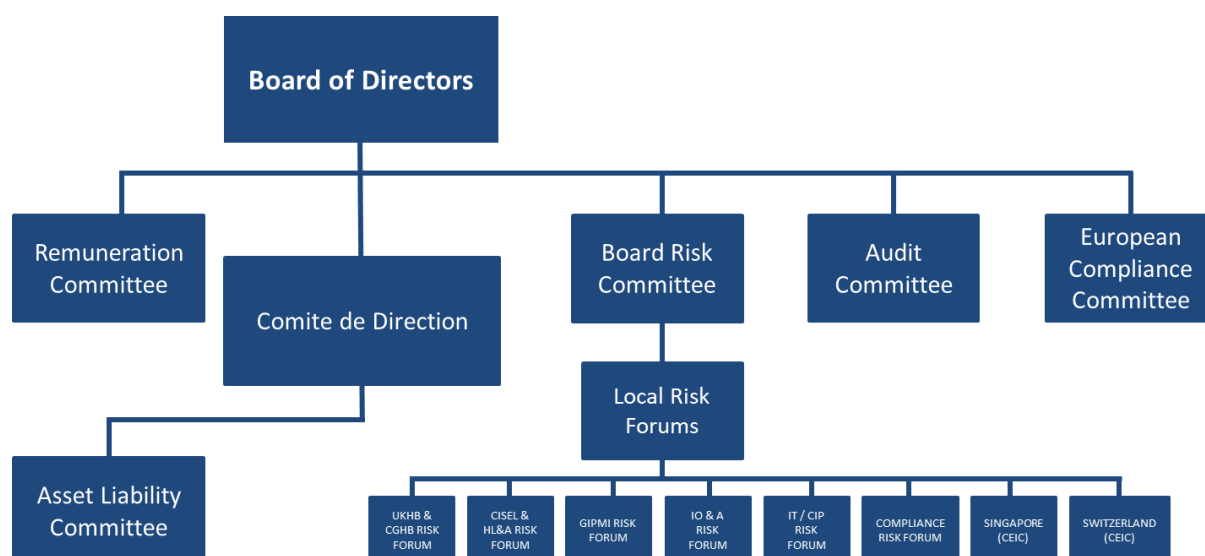 Board of Directors
Remuneration
Committee
Comite de Direction
Board Risk
Committee
Audit
Committee
European
Compliance
Committee
Local Risk
Forums
Asset Liability
Committee
UKHB &
CGHB RISK
FORUM
CISEL &
HL&A RISK
FORUM
GIPMI RISK
FORUM
IO & A
RISK
FORUM
IT / CIP
RISK
FORUM
COMPLIANCE
RISK FORUM
SINGAPORE
(CEIC)
SWITZERLAND
(CEIC)